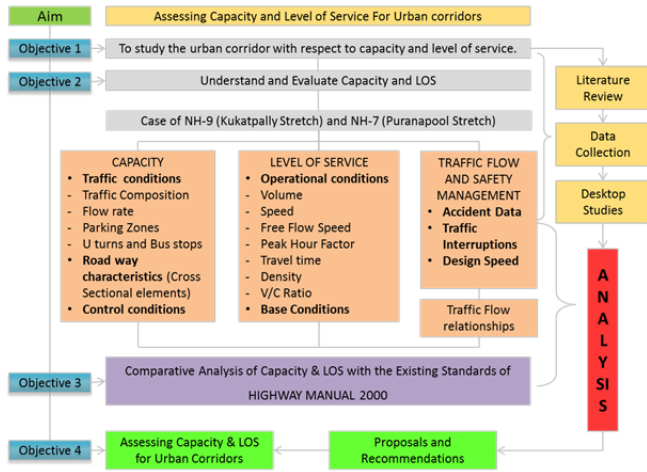 Aim
Assessing Capacity and Level of Service For Urban corridors
Objective 1
To study the urban corridor with respect to capacity and level of service.
Objective 2
Understand and Evaluate Capacity and LOS
Literature
Review
Case of NH-9 (Kukatpally Stretch) and NH-7 (Puranapool Stretch)
Data
Collection
Desktop
Studies
CAPACITY
• Traffic conditions
- Traffic Composition
- Flow rate
- Parking Zones
- U turns and Bus stops
• Road way
characteristics (Cross
Sectional elements)
• Control conditions
LEVEL OF SERVICE
• Operational conditions
- Volume
- Speed
- Free Flow Speed
- Peak Hour Factor
- Travel time
- Density
- V/C Ratio
• Base Conditions
TRAFFIC FLOW
AND SAFETY
MANAGEMENT
• Accident Data
• Traffic
Interruptions
• Design Speed
Traffic Flow
relationships
ANALYSIS
Objective 3
Comparative Analysis of Capacity & LOS with the Existing Standards of
HIGHWAY MANUAL 2000
Objective 4
Assessing Capacity & LOS
for Urban Corridors
Proposals and
Recommendations